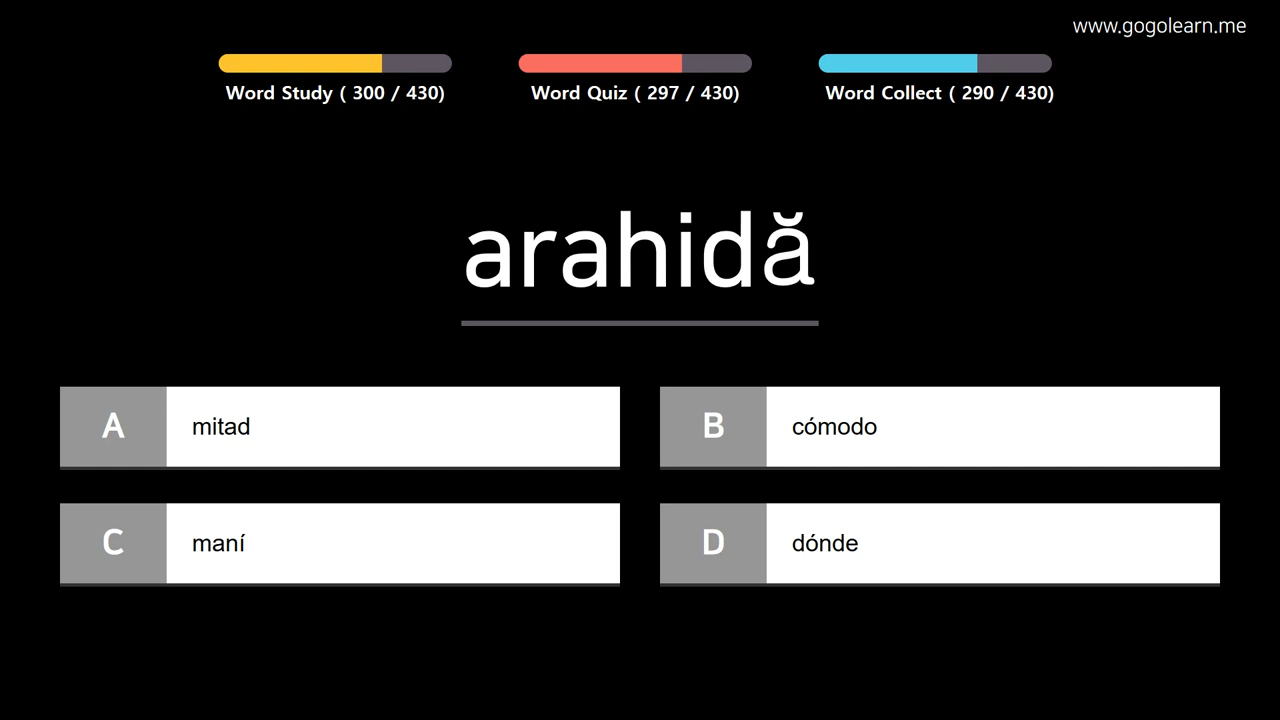 www.gogolearn.me
Word Study ( 300 / 430)
Word Quiz ( 297 / 430)
Word Collect ( 290 / 430)
arahidă
A mitad
B cómodo
C maní
D dónde